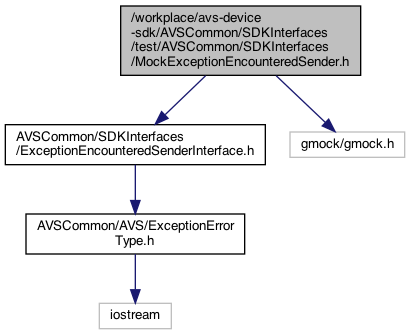 /workplace/avs-device
-sdk/AVSCommon/SDKInterfaces
/test/AVSCommon/SDKInterfaces
/MockExceptionEncounteredSender.h
AVSCommon/SDKInterfaces
/ExceptionEncounteredSenderInterface.h
gmock/gmock.h
AVSCommon/AVS/ExceptionError
Type.h
iostream